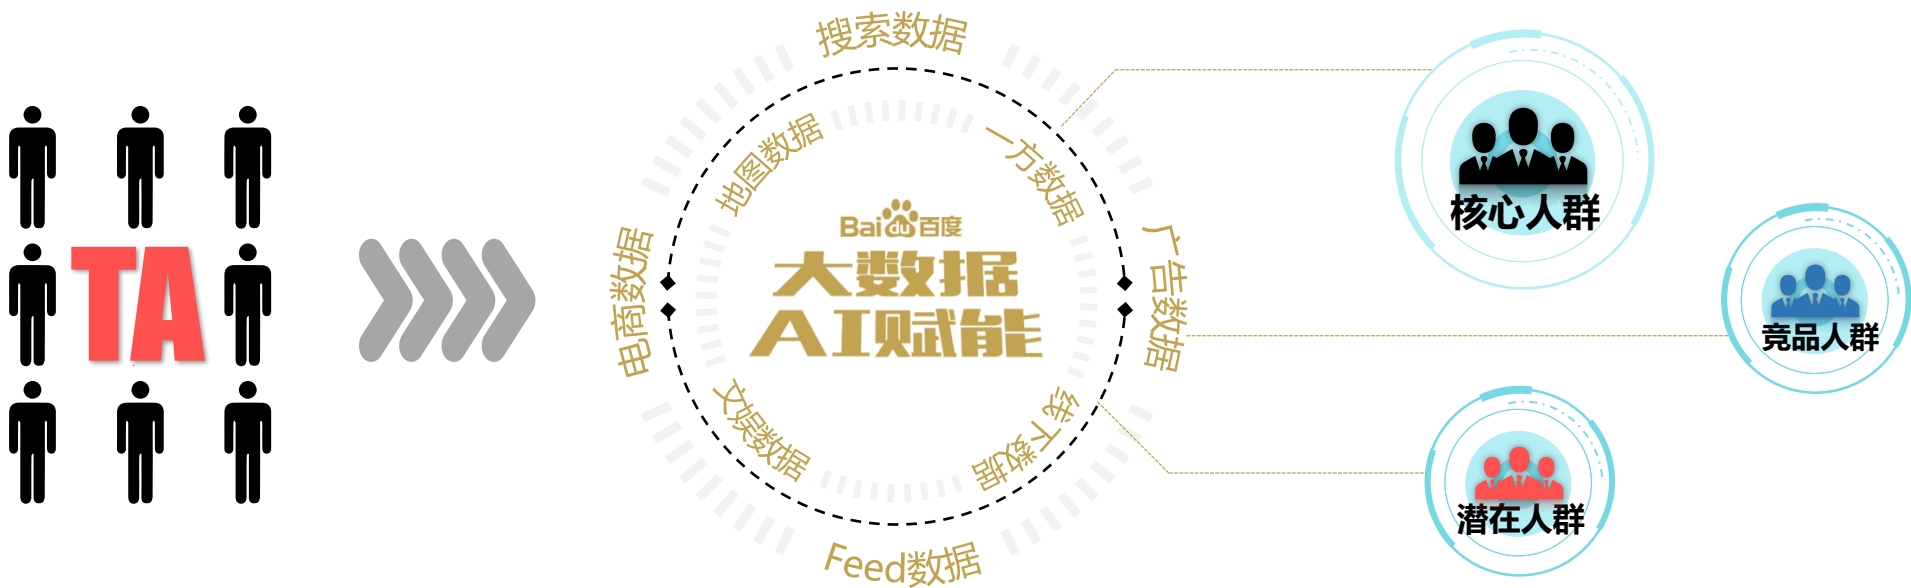 TA
搜索数据
地图数据
一方数据
电商数据
广告数据
Bai du 百度
大数据
AI赋能
文娱数据
线下数据
Feed数据
核心人群
竞品人群
潜在人群